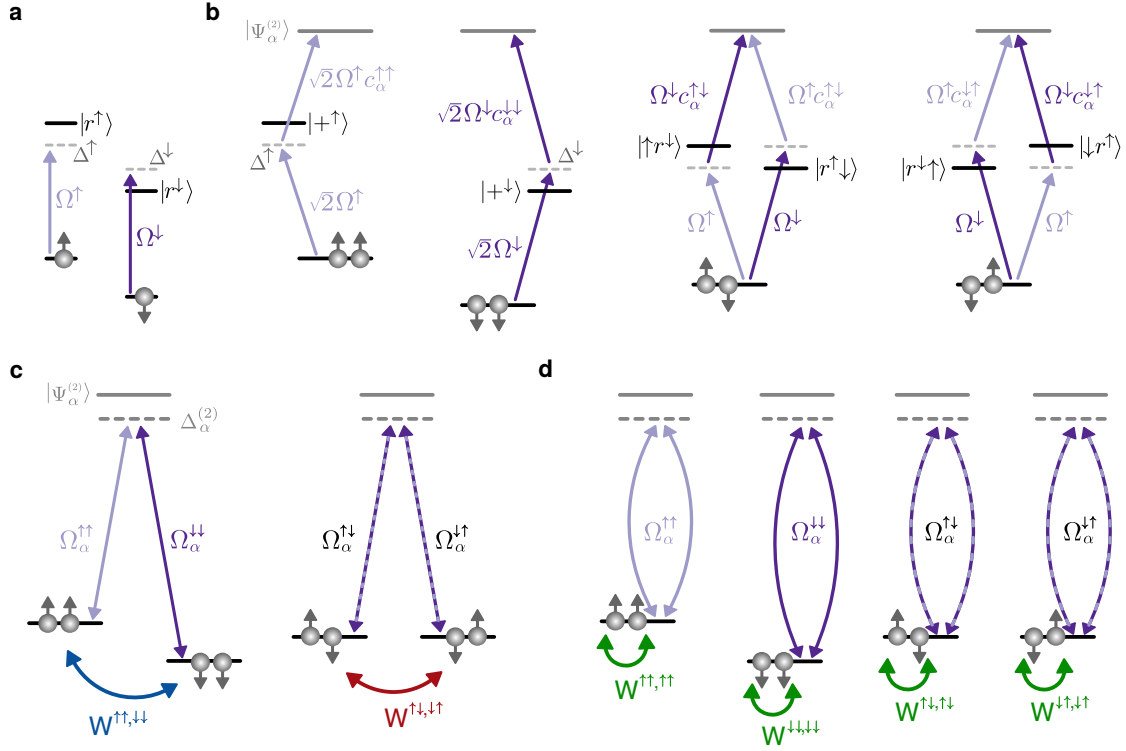 a
|r^↑⟩
Δ^↑
Ω^↑
Δ^↓
|r^↓⟩
Ω^↓
b
|Ψ_α^(2)⟩
√2Ω^↑c_α^↑↑
|+^↑⟩
Δ^↑
√2Ω^↑
√2Ω^↓c_α^↓↓
Δ^↓
|+^↓⟩
√2Ω^↓
Ω^↓c_α^↑↓
Ω^↑c_α^↑↓
|↑r^↓⟩
|r^↑↓⟩
Ω^↑
Ω^↓
Ω^↑c_α^↓↑
Ω^↓c_α^↓↑
|r^↓↑⟩
|↓r^↑⟩
Ω^↓
Ω^↑
c
|Ψ_α^(2)⟩
Δ_α^(2)
Ω_α^↑↑
Ω_α^↓↓
W^↑↑,↓↓
Ω_α^↑↓
Ω_α^↓↑
W^↑↓,↓↑
d
Ω_α^↑↑
W^↑↑,↑↑
Ω_α^↓↓
W^↓↓,↓↓
Ω_α^↑↓
W^↑↓,↑↓
Ω_α^↓↑
W^↓↑,↓↑